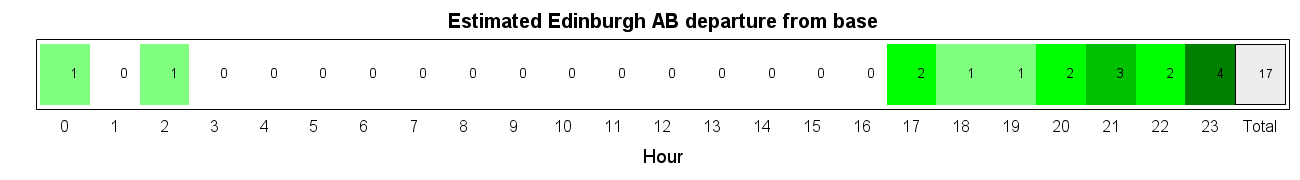 Estimated Edinburgh AB departure from base
1 0 1 0 0 0 0 0 0 0 0 0 0 0 0 0 0 2 1 1 2 3 2 4 17
0 1 2 3 4 5 6 7 8 9 10 11 12 13 14 15 16 17 18 19 20 21 22 23 Total
Hour